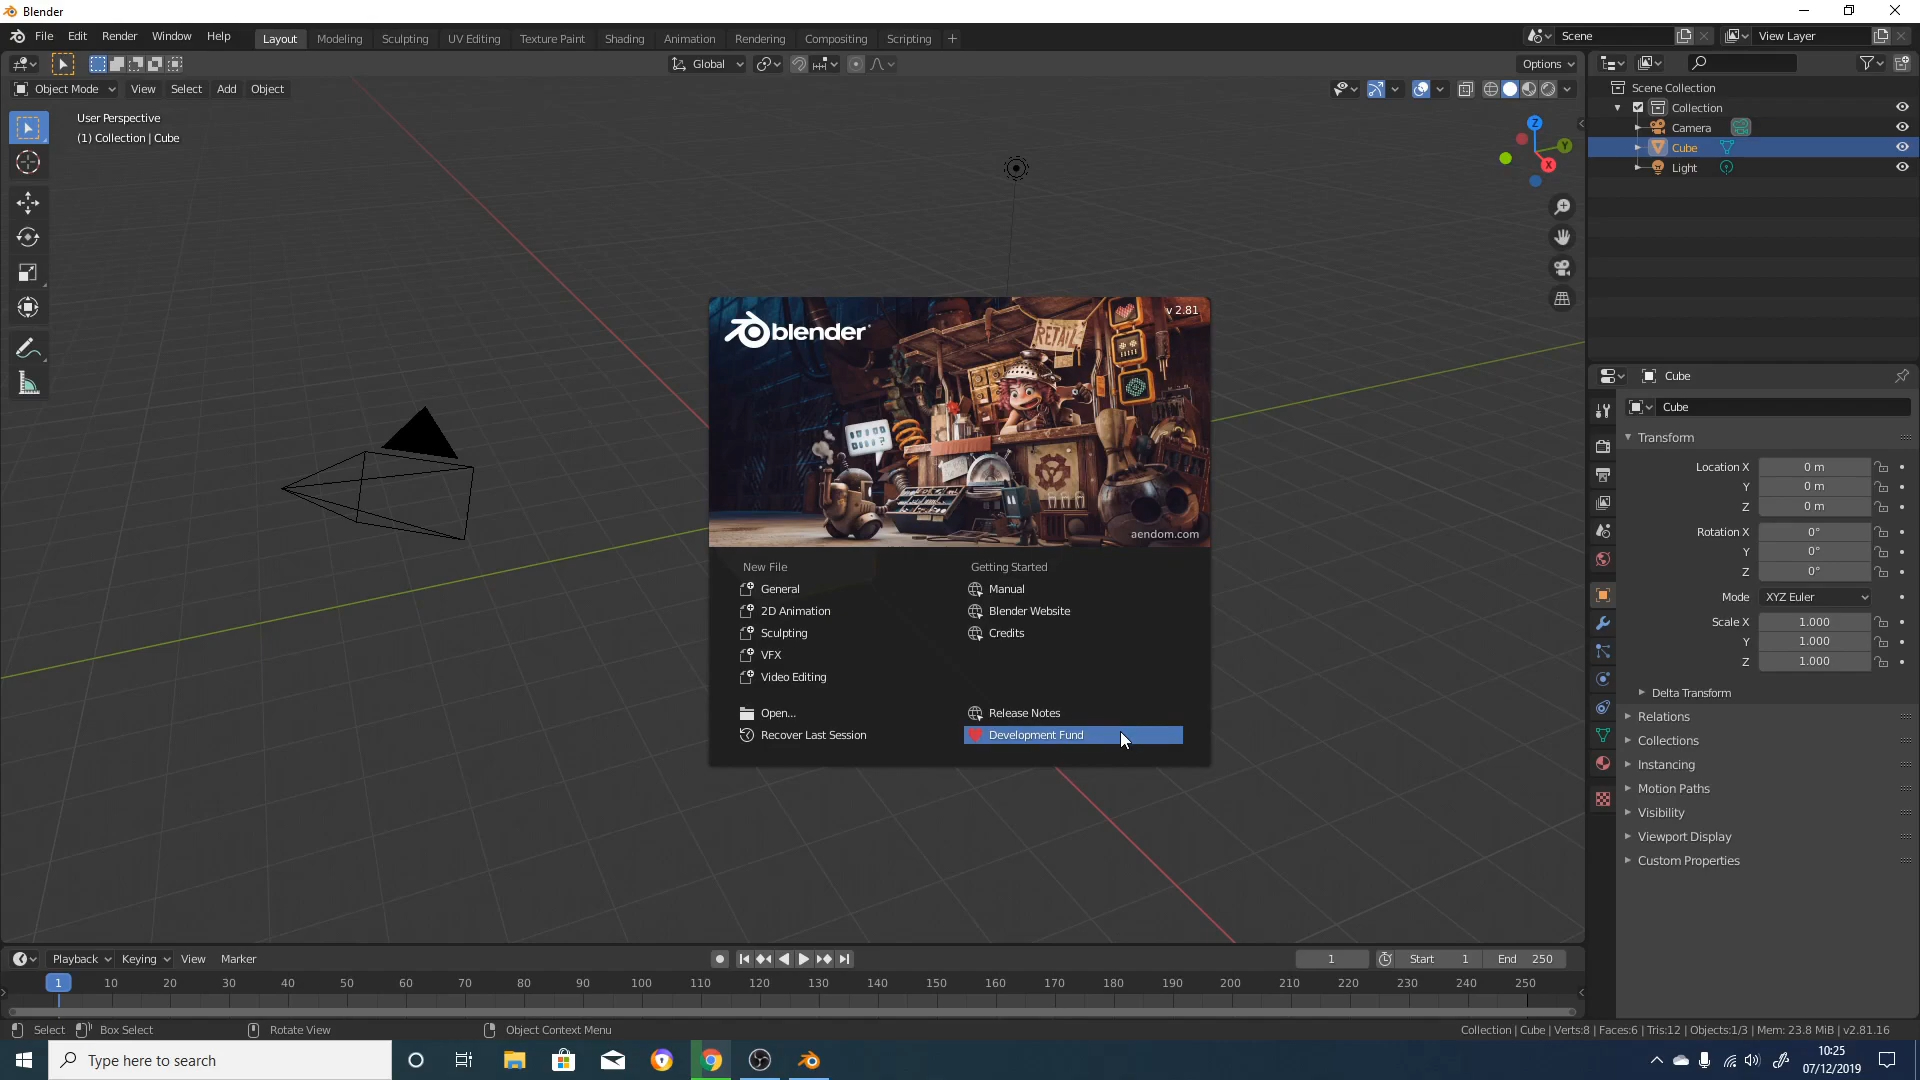 Blender
File Edit Render Window Help
Layout Modeling Sculpting UV Editing Texture Paint Shading Animation Rendering Compositing Scripting +
Scene
View Layer
Global
Options
Object Mode View Select Add Object
User Perspective
(1) Collection | Cube
Z
Y
X
Scene Collection
Collection
Camera
Cube
Light
blender
v 2.81
RETAIL
aendom.com
New File
General
2D Animation
Sculpting
VFX
Video Editing
Open...
Recover Last Session
Getting Started
Manual
Blender Website
Credits
Release Notes
Development Fund
Cube
Cube
Transform
Location X 0 m
Y 0 m
Z 0 m
Rotation X 0°
Y 0°
Z 0°
Mode XYZ Euler
Scale X 1.000
Y 1.000
Z 1.000
Delta Transform
Relations
Collections
Instancing
Motion Paths
Visibility
Viewport Display
Custom Properties
Playback Keying View Marker
1 Start 1 End 250
1 10 20 30 40 50 60 70 80 90 100 110 120 130 140 150 160 170 180 190 200 210 220 230 240 250
Select Box Select Rotate View Object Context Menu
Collection | Cube | Verts:8 | Faces:6 | Tris:12 | Objects:1/3 | Mem: 23.8 MiB | v2.81.16
Type here to search
10:25
07/12/2019